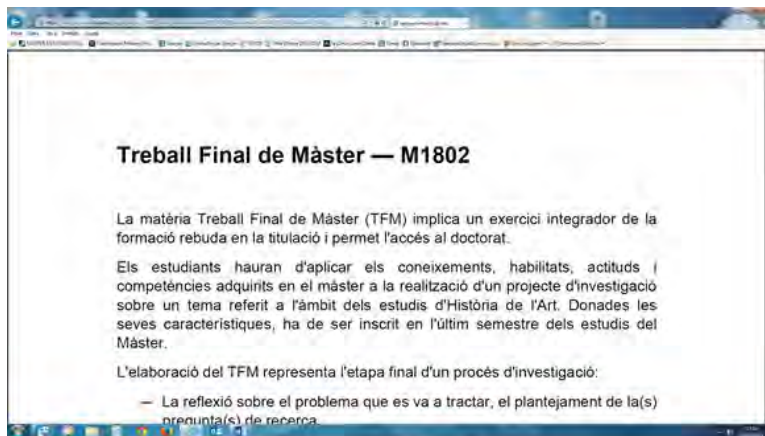 Treball Final de Màster — M1802
La matèria Treball Final de Màster (TFM) implica un exercici integrador de la
formació rebuda en la titulació i permet l'accés al doctorat.
Els estudiants hauran d'aplicar els coneixements, habilitats, actituds i
competències adquirits en el màster a la realització d'un projecte d'investigació
sobre un tema referit a l'àmbit dels estudis d'Història de l'Art. Donades les
seves característiques, ha de ser inscrit en l'últim semestre dels estudis del
Màster.
L'elaboració del TFM representa l'etapa final d'un procés d'investigació:
— La reflexió sobre el problema que es va a tractar, el plantejament de la(s)
pregunta(s) de recerca